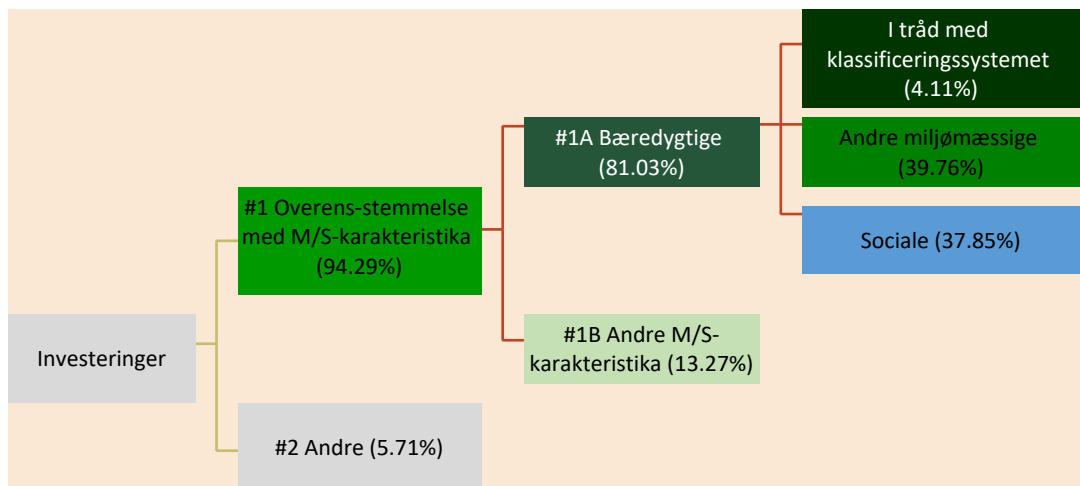 I tråd med
klassificeringssystemet
(4.11%)
#1A Bæredygtige
(81.03%)
Andre miljømæssige
(39.76%)
#1 Overens-stemmelse
med M/S-karakteristika
(94.29%)
Sociale (37.85%)
Investeringer
#1B Andre M/S-
karakteristika (13.27%)
#2 Andre (5.71%)